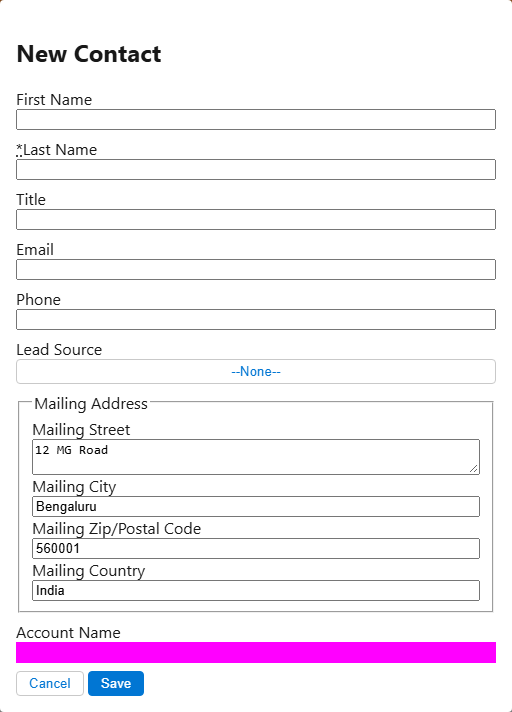 New Contact
First Name
*Last Name
Title
Email
Phone
Lead Source
--None--
Mailing Address
Mailing Street
12 MG Road
Mailing City
Bengaluru
Mailing Zip/Postal Code
560001
Mailing Country
India
Account Name
Cancel Save